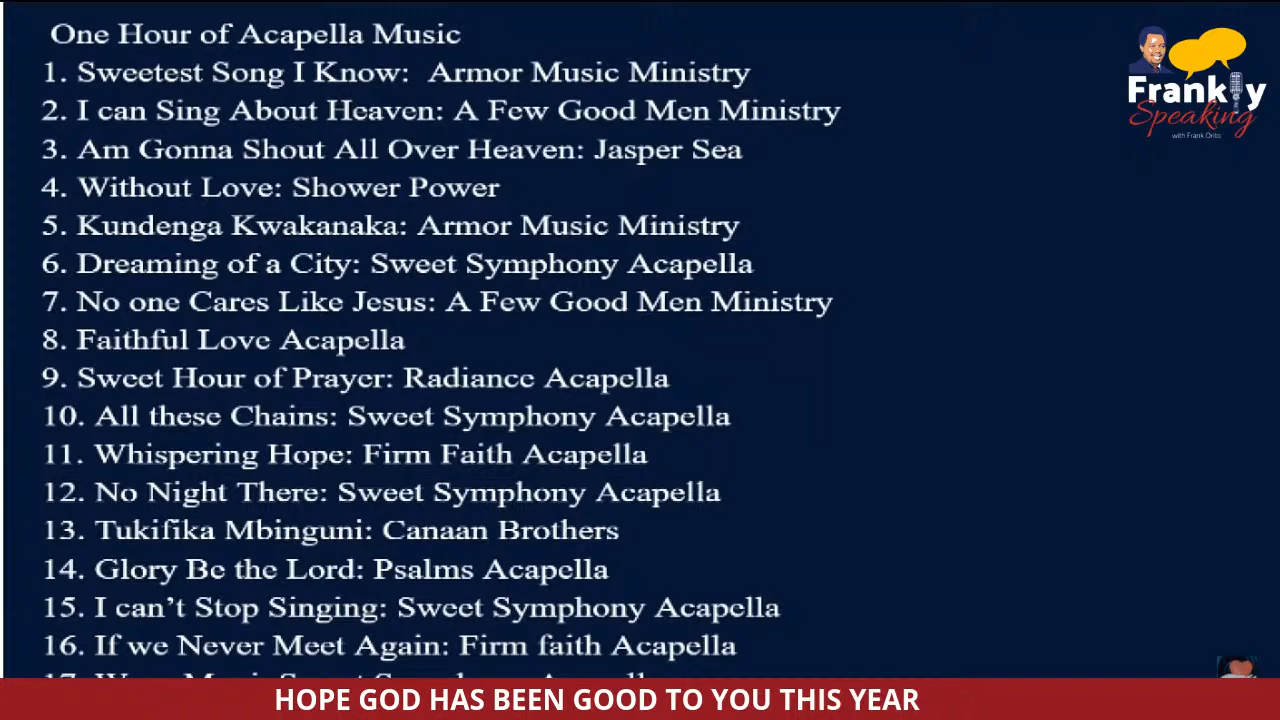 One Hour of Acapella Music
1. Sweetest Song I Know: Armor Music Ministry
2. I can Sing About Heaven: A Few Good Men Ministry
3. Am Gonna Shout All Over Heaven: Jasper Sea
4. Without Love: Shower Power
5. Kundenga Kwakanaka: Armor Music Ministry
6. Dreaming of a City: Sweet Symphony Acapella
7. No one Cares Like Jesus: A Few Good Men Ministry
8. Faithful Love Acapella
9. Sweet Hour of Prayer: Radiance Acapella
10. All these Chains: Sweet Symphony Acapella
11. Whispering Hope: Firm Faith Acapella
12. No Night There: Sweet Symphony Acapella
13. Tukifika Mbinguni: Canaan Brothers
14. Glory Be the Lord: Psalms Acapella
15. I can’t Stop Singing: Sweet Symphony Acapella
16. If we Never Meet Again: Firm faith Acapella
17.
Frankly
Speaking
with Frank Orito
HOPE GOD HAS BEEN GOOD TO YOU THIS YEAR